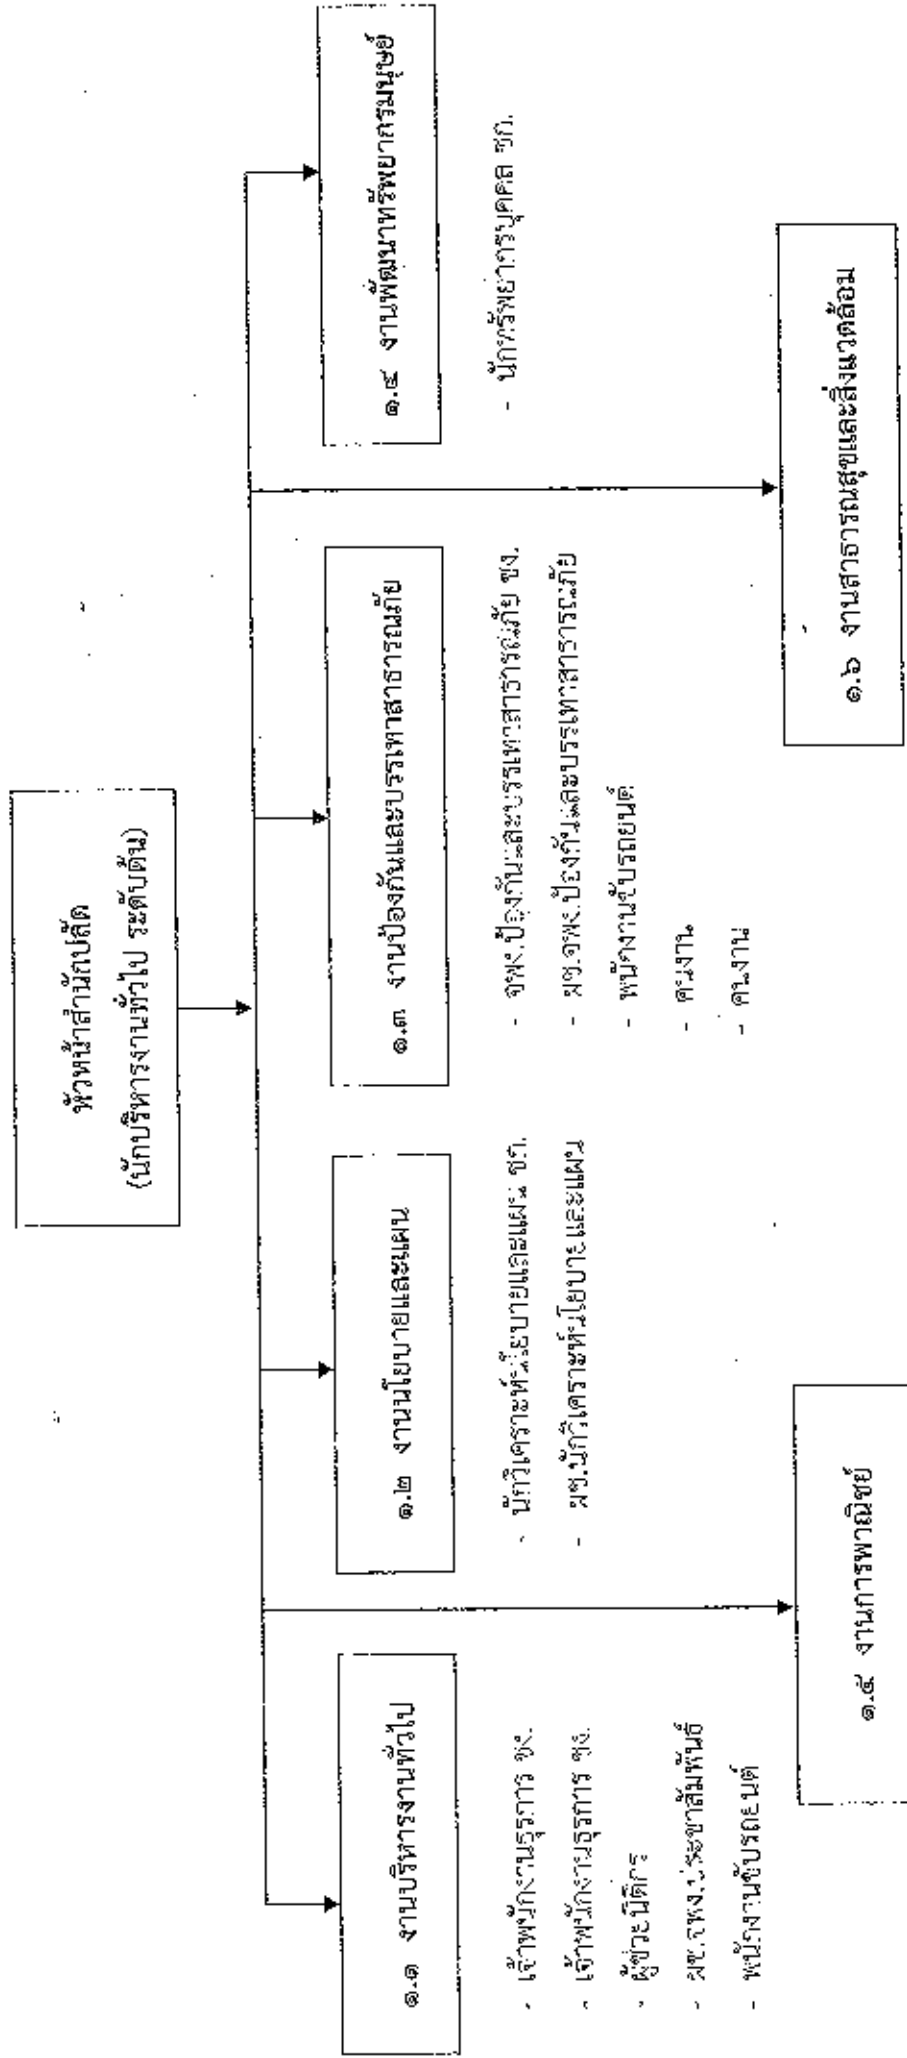 หัวหน้าสำนักปลัด
(นักบริหารงานทั่วไป ระดับต้น)
๑.๑ งานบริหารงานทั่วไป
- เจ้าพนักงานธุรการ ชง.
- เจ้าพนักงานธุรการ ชง.
- ผู้ช่วยนิติกร
- ผช.จพง.ประชาสัมพันธ์
- พนักงานขับรถยนต์
๑.๒ งานนโยบายและแผน
- นักวิเคราะห์นโยบายและแผน ชก.
- ผช.นักวิเคราะห์นโยบายและแผน
๑.๓ งานป้องกันและบรรเทาสาธารณภัย
- จพง.ป้องกันและบรรเทาสาธารณภัย ชง.
- ผช.จพง.ป้องกันและบรรเทาสาธารณภัย
- พนักงานขับรถยนต์
- คนงาน
- คนงาน
๑.๔ งานพัฒนาทรัพยากรมนุษย์
- นักทรัพยากรบุคคล ชก.
๑.๕ งานการพาณิชย์
๑.๖ งานสาธารณสุขและสิ่งแวดล้อม